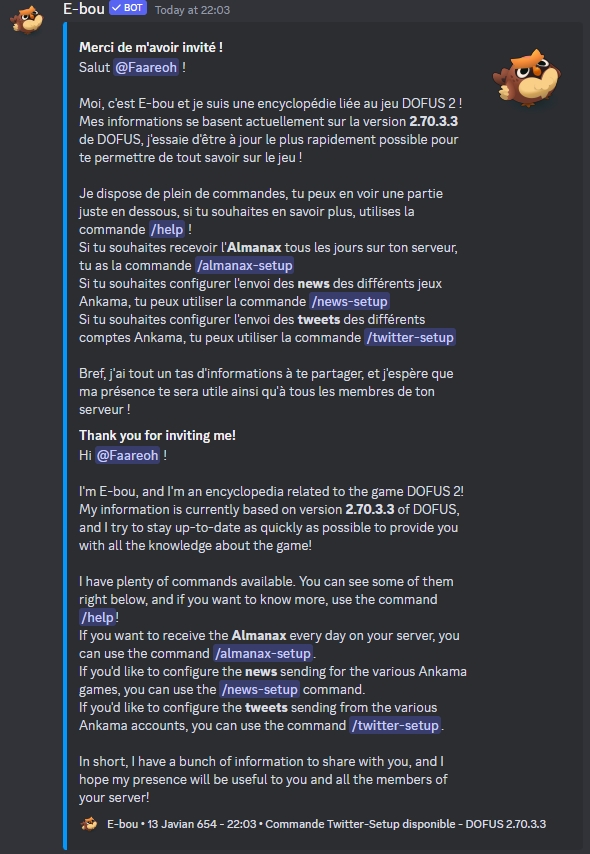 E-bou ✓ BOT Today at 22:03
Merci de m'avoir invité !
Salut @Faareoh !
Moi, c'est E-bou et je suis une encyclopédie liée au jeu DOFUS 2 !
Mes informations se basent actuellement sur la version 2.70.3.3
de DOFUS, j'essaie d'être à jour le plus rapidement possible pour
te permettre de tout savoir sur le jeu !
Je dispose de plein de commandes, tu peux en voir une partie
juste en dessous, si tu souhaites en savoir plus, utilises la
commande /help !
Si tu souhaites recevoir l'Almanax tous les jours sur ton serveur,
tu as la commande /almanax-setup
Si tu souhaites configurer l'envoi des news des différents jeux
Ankama, tu peux utiliser la commande /news-setup
Si tu souhaites configurer l'envoi des tweets des différents
comptes Ankama, tu peux utiliser la commande /twitter-setup
Bref, j'ai tout un tas d'informations à te partager, et j'espère que
ma présence te sera utile ainsi qu'à tous les membres de ton
serveur !
Thank you for inviting me!
Hi @Faareoh !
I'm E-bou, and I'm an encyclopedia related to the game DOFUS 2!
My information is currently based on version 2.70.3.3 of DOFUS,
and I try to stay up-to-date as quickly as possible to provide you
with all the knowledge about the game!
I have plenty of commands available. You can see some of them
right below, and if you want to know more, use the command
/help!
If you want to receive the Almanax every day on your server, you
can use the command /almanax-setup.
If you'd like to configure the news sending for the various Ankama
games, you can use the /news-setup command.
If you'd like to configure the tweets sending from the various
Ankama accounts, you can use the command /twitter-setup.
In short, I have a bunch of information to share with you, and I
hope my presence will be useful to you and all the members of
your server!
E-bou • 13 Javian 654 - 22:03 • Commande Twitter-Setup disponible - DOFUS 2.70.3.3